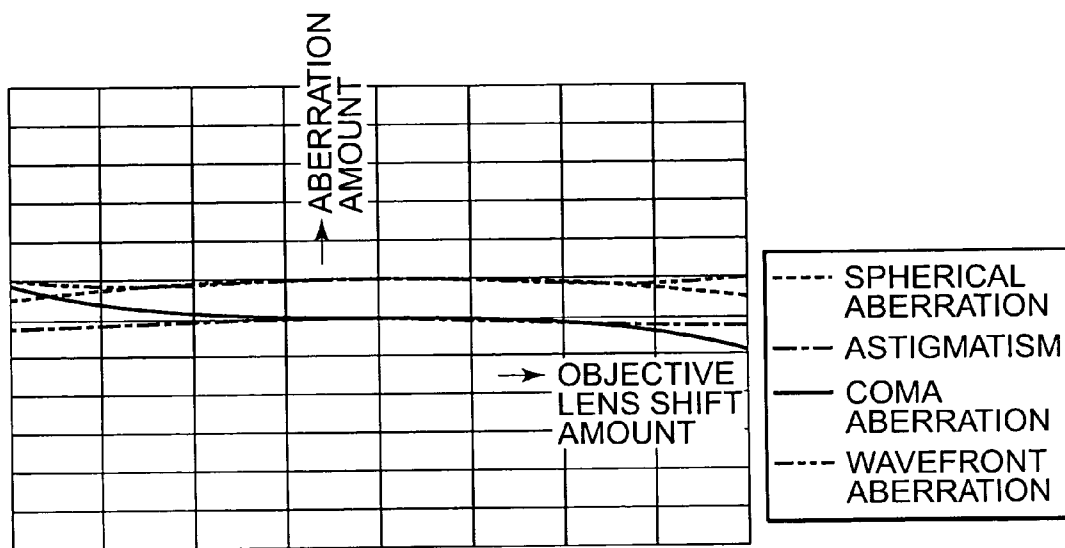 ABERRATION
AMOUNT
OBJECTIVE
LENS SHIFT
AMOUNT
SPHERICAL
ABERRATION
ASTIGMATISM
COMA
ABERRATION
WAVEFRONT
ABERRATION